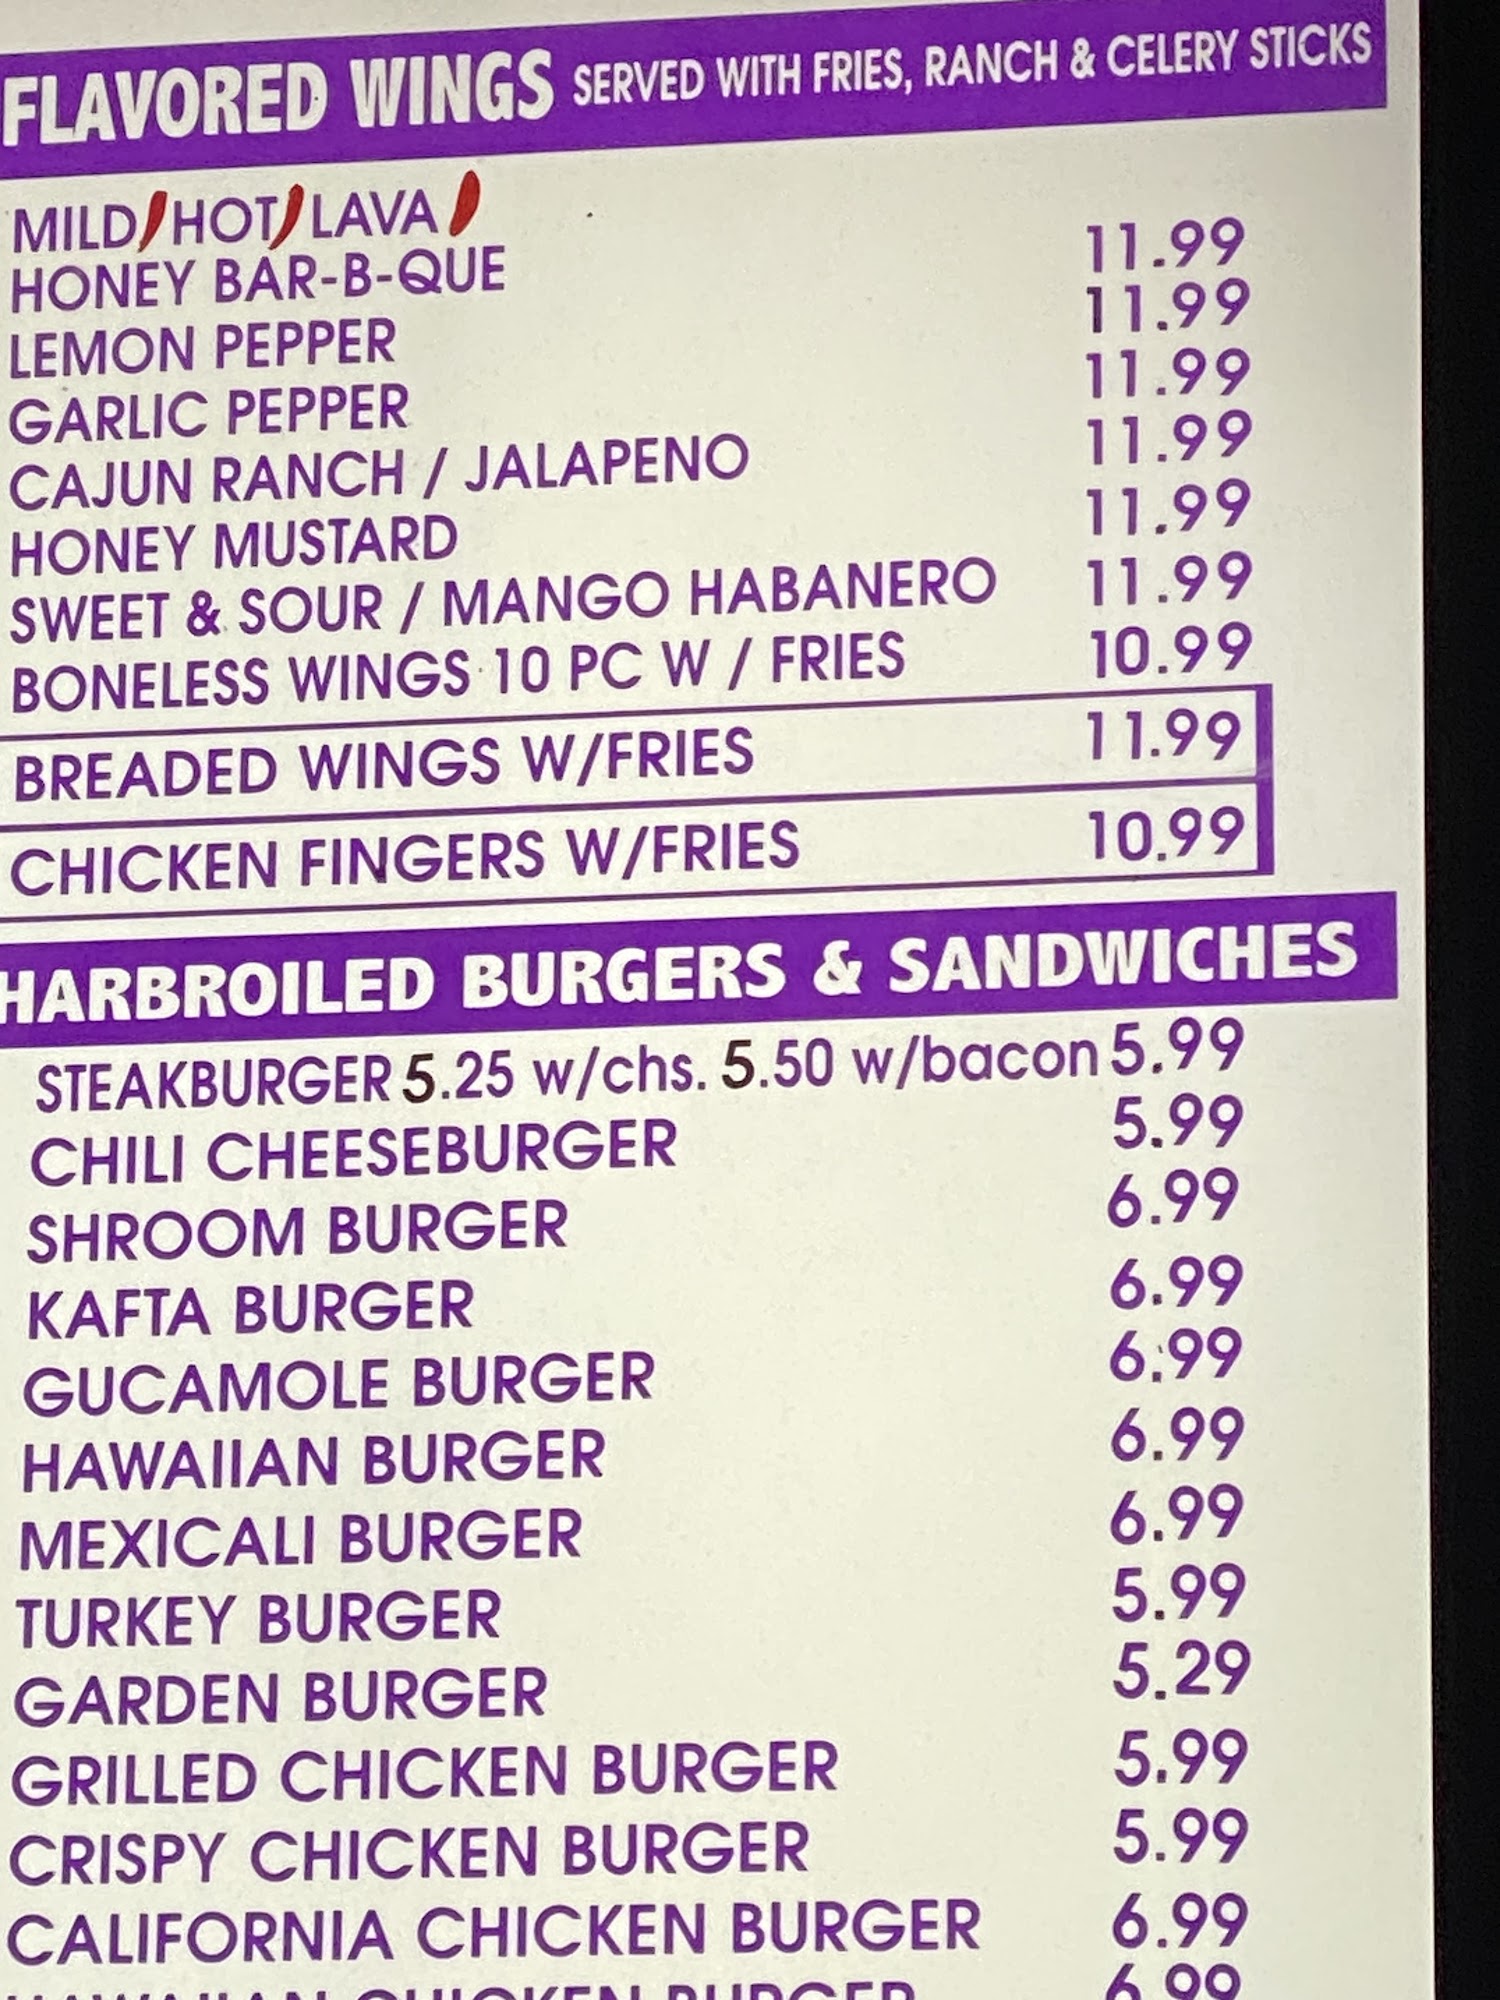 FLAVORED WINGS SERVED WITH FRIES, RANCH & CELERY STICKS
MILD HOT LAVA
HONEY BAR-B-QUE 11.99
LEMON PEPPER 11.99
GARLIC PEPPER 11.99
CAJUN RANCH / JALAPENO 11.99
HONEY MUSTARD 11.99
SWEET & SOUR / MANGO HABANERO 11.99
BONELESS WINGS 10 PC W / FRIES 10.99
BREADED WINGS W/FRIES 11.99
CHICKEN FINGERS W/FRIES 10.99
HARBROILED BURGERS & SANDWICHES
STEAKBURGER 5.25 w/chs. 5.50 w/bacon 5.99
CHILI CHEESEBURGER 5.99
SHROOM BURGER 6.99
KAFTA BURGER 6.99
GUCAMOLE BURGER 6.99
HAWAIIAN BURGER 6.99
MEXICALI BURGER 6.99
TURKEY BURGER 5.99
GARDEN BURGER 5.29
GRILLED CHICKEN BURGER 5.99
CRISPY CHICKEN BURGER 5.99
CALIFORNIA CHICKEN BURGER 6.99
HAWAIIAN CHICKEN BURGER 6.99